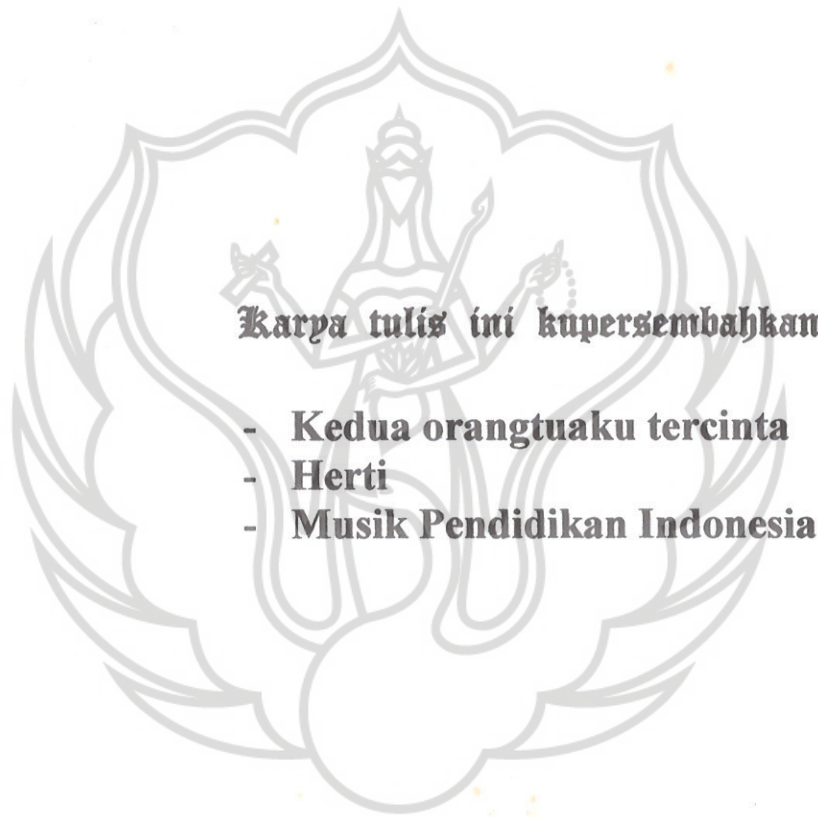 Karya tulis ini kupersembahkan
- Kedua orangtuaku tercinta
- Herti
- Musik Pendidikan Indonesia